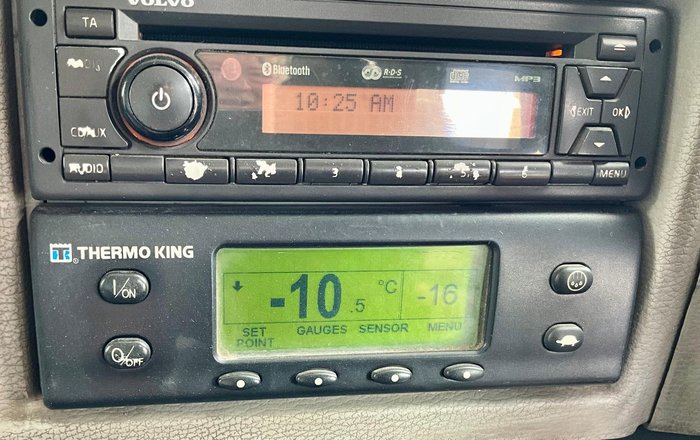 VOLVO
TA
Bluetooth
R·D·S
MP3
10:25 AM
EXIT
OK
CD/AUX
AUDIO
3
5
6
MENU
THERMO KING
I/ON
-10.5 °C
-16
SET POINT
GAUGES
SENSOR
MENU
O/OFF